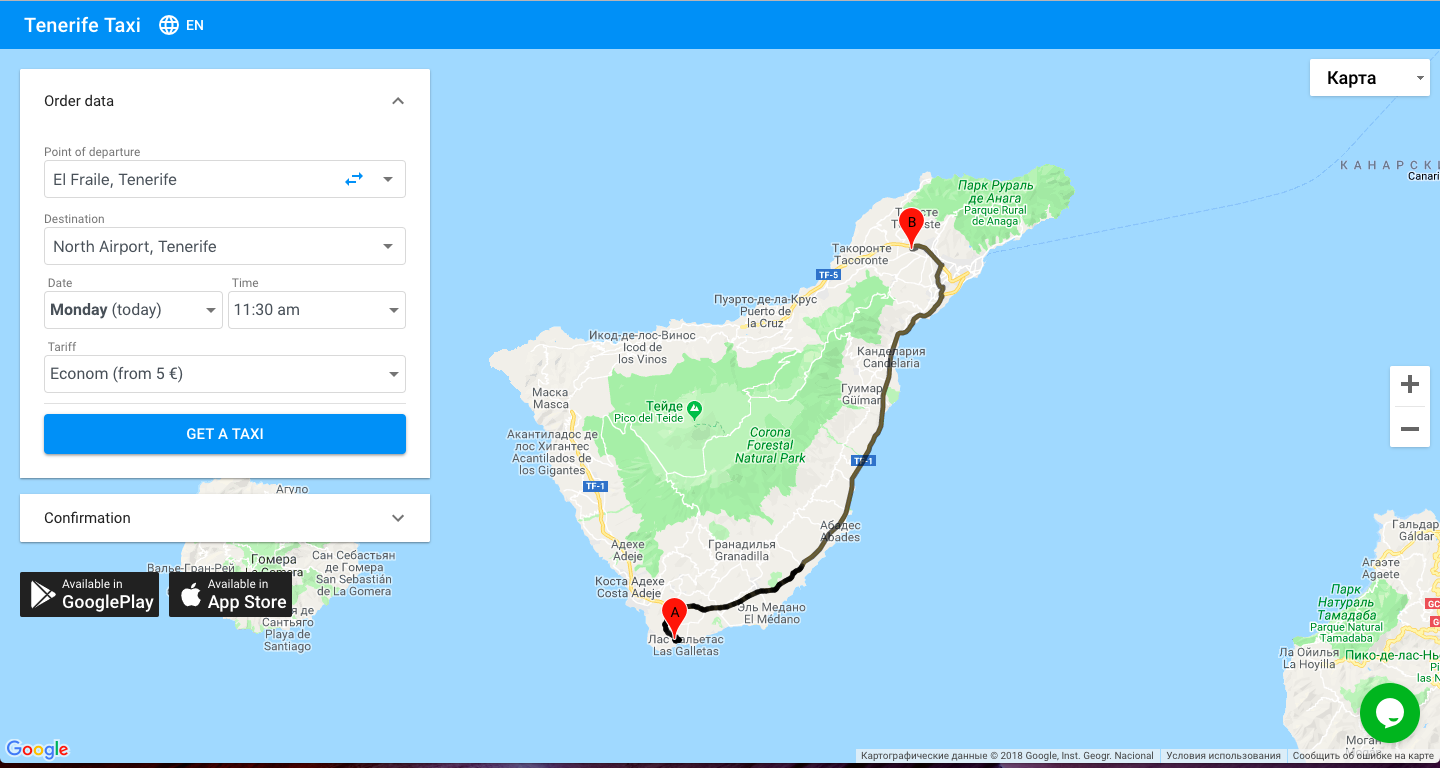 Tenerife Taxi
EN
Order data
Point of departure
El Fraile, Tenerife
Destination
North Airport, Tenerife
Date
Time
Monday (today)
11:30 am
Tariff
Econom (from 5 €)
GET A TAXI
Confirmation
Available in
GooglePlay
Available in
App Store
Карта
КАНАРСКИ
Canari
Парк Рураль
де Анага
Parque Rural
de Anaga
B
Такоронте
Tacoronte
TF-5
Пуэрто-де-ла-Крус
Puerto de
la Cruz
Икод-де-лос-Винос
Icod de
los Vinos
Канделария
Candelaria
Маска
Masca
Гуимар
Güímar
Тейде
Pico del Teide
Corona
Forestal
Natural Park
Акантиладос де
лос Хигантес
Acantilados de
los Gigantes
TF-1
TF-1
Агуло
Абадес
Abades
Адехе
Adeje
Гранадилья
Granadilla
Гомера
La Gomera
Сан Себастьян
де Гомера
San Sebastián
de La Gomera
Валье-Гран-Рей
Коста Адехе
Costa Adeje
A
Эль Медано
El Médano
Лас Гальетас
Las Galletas
де
Сантьяго
Playa de
Santiago
Гальдар
Gáldar
Агаэте
Agaete
GC
Парк
Натураль
Тамадаба
Parque Natural
Tamadaba
Ла Ойилья
La Hoyilla
Пико-де-лас-Нь
Pi
las N
Моган
Google
Картографические данные © 2018 Google, Inst. Geogr. Nacional
Условия использования
Сообщить об ошибке на карте